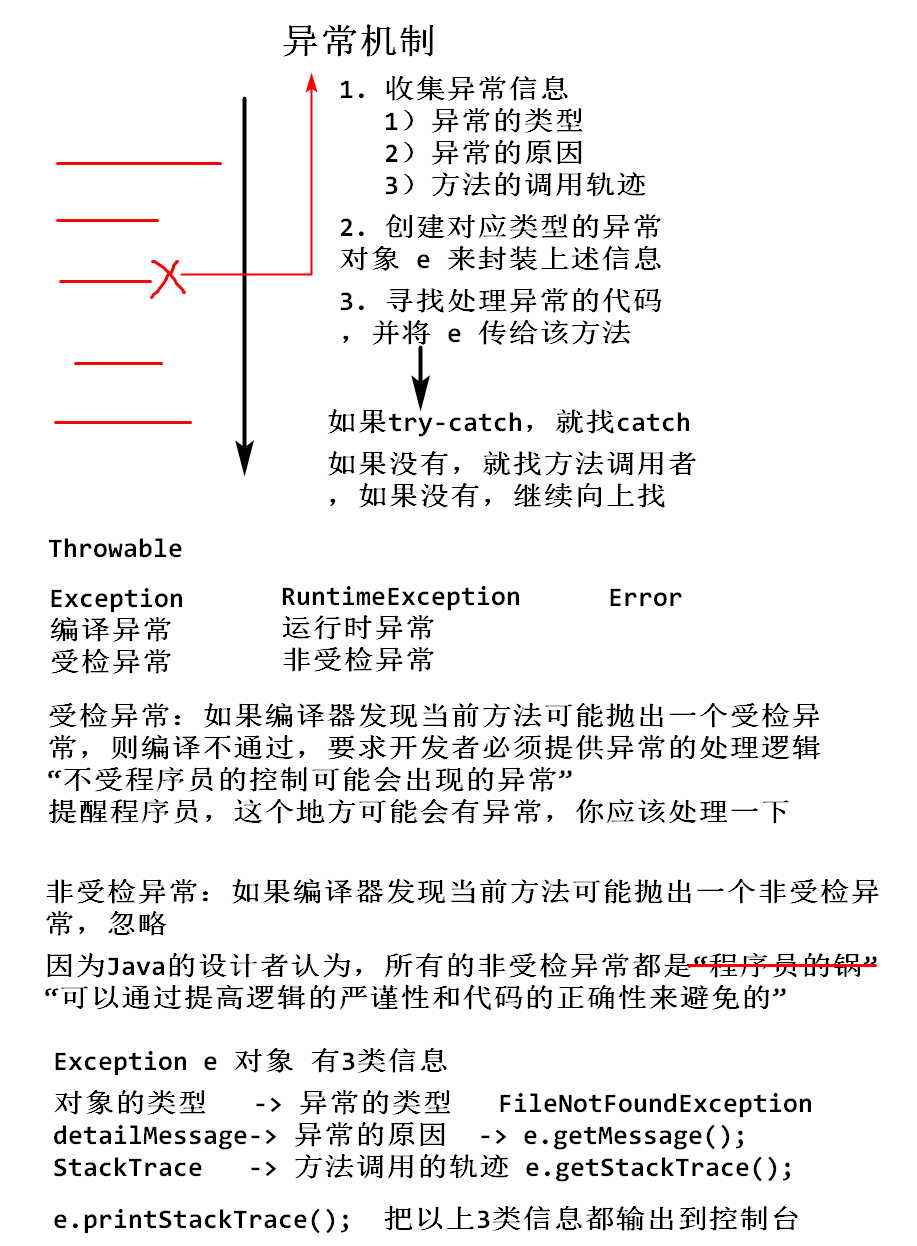 异常机制
1. 收集异常信息
1）异常的类型
2）异常的原因
3）方法的调用轨迹
2. 创建对应类型的异常
对象 e 来封装上述信息
3. 寻找处理异常的代码
，并将 e 传给该方法
如果try-catch，就找catch
如果没有，就找方法调用者
，如果没有，继续向上找
Throwable
Exception RuntimeException Error
编译异常 运行时异常
受检异常 非受检异常
受检异常：如果编译器发现当前方法可能抛出一个受检异
常，则编译不通过，要求开发者必须提供异常的处理逻辑
“不受程序员的控制可能会出现的异常”
提醒程序员，这个地方可能会有异常，你应该处理一下
非受检异常：如果编译器发现当前方法可能抛出一个非受检异
常，忽略
因为Java的设计者认为，所有的非受检异常都是“程序员的锅”
“可以通过提高逻辑的严谨性和代码的正确性来避免的”
Exception e 对象 有3类信息
对象的类型 -> 异常的类型 FileNotFoundException
detailMessage-> 异常的原因 -> e.getMessage();
StackTrace -> 方法调用的轨迹 e.getStackTrace();
e.printStackTrace(); 把以上3类信息都输出到控制台